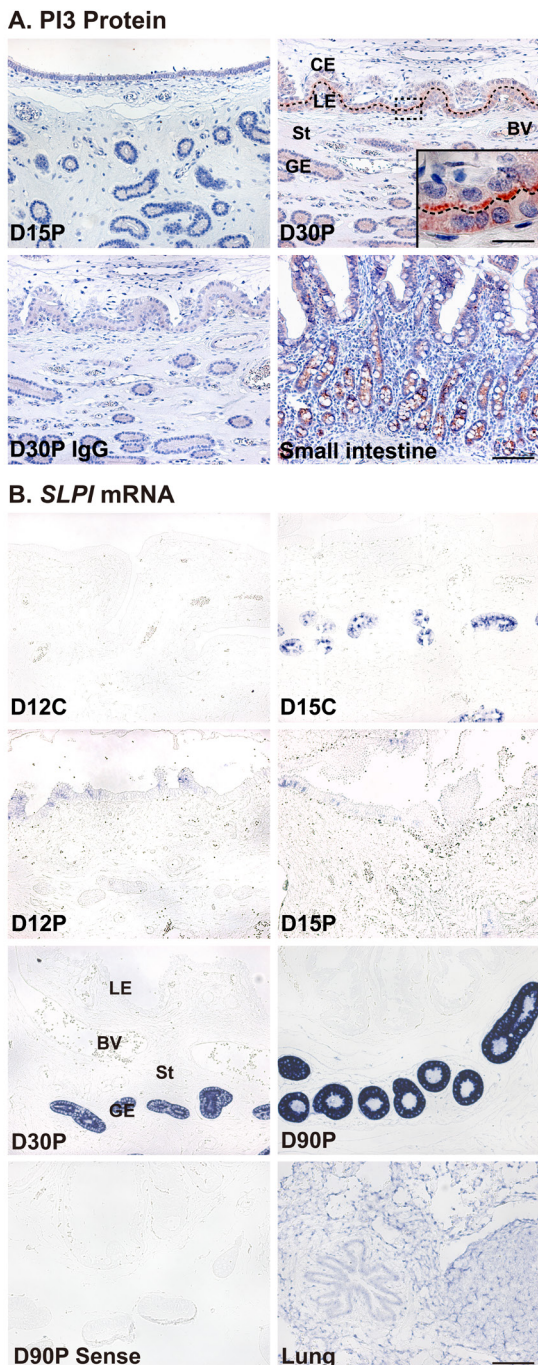 A. PI3 Protein
D15P
CE
LE
St
BV
GE
D30P
D30P IgG
Small intestine
B. SLPI mRNA
D12C
D15C
D12P
D15P
LE
BV
St
GE
D30P
D90P
D90P Sense
Lung